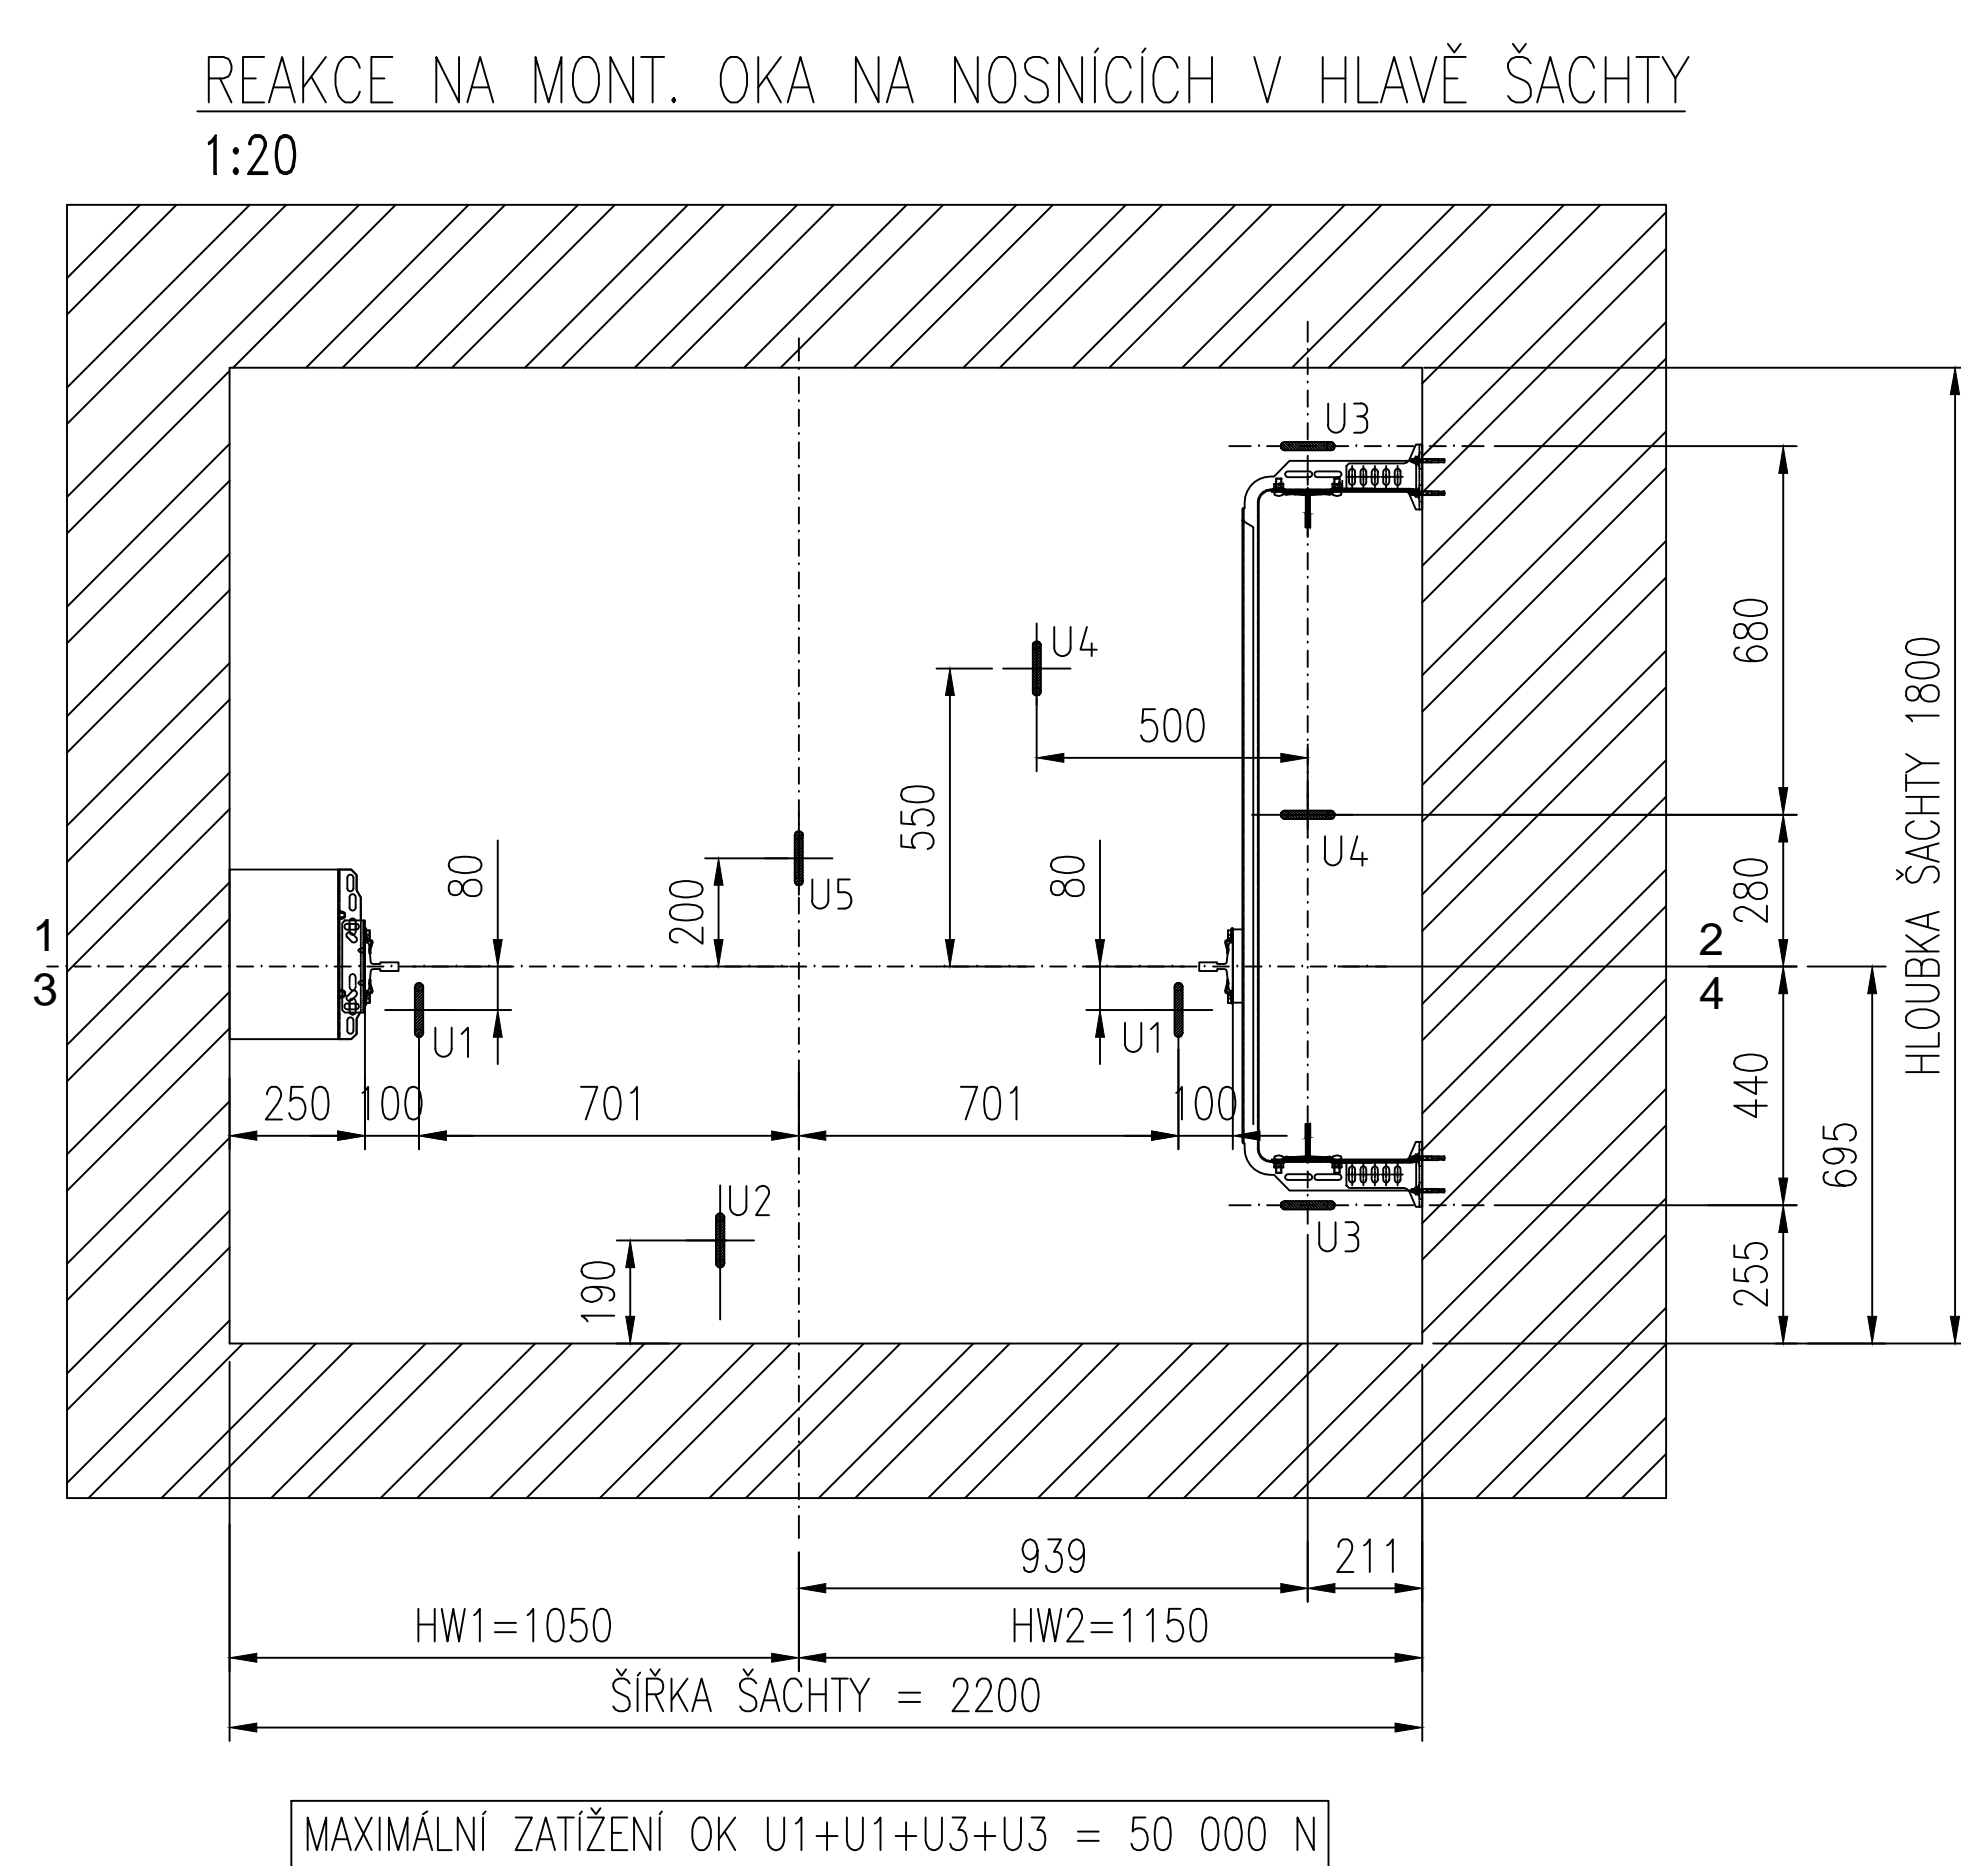 REAKCE NA MONT. OKA NA NOSNÍCÍCH V HLAVĚ ŠACHTY
1:20
U3
U4
680
HLOUBKA ŠACHTY 1800
500
550
U4
80
200
U5
80
280
1
2
3
4
U1
U1
440
250
100
701
701
100
695
U2
U3
190
255
939
211
HW1=1050
HW2=1150
ŠÍŘKA ŠACHTY = 2200
MAXIMÁLNÍ ZATÍŽENÍ OK U1+U1+U3+U3 = 50 000 N